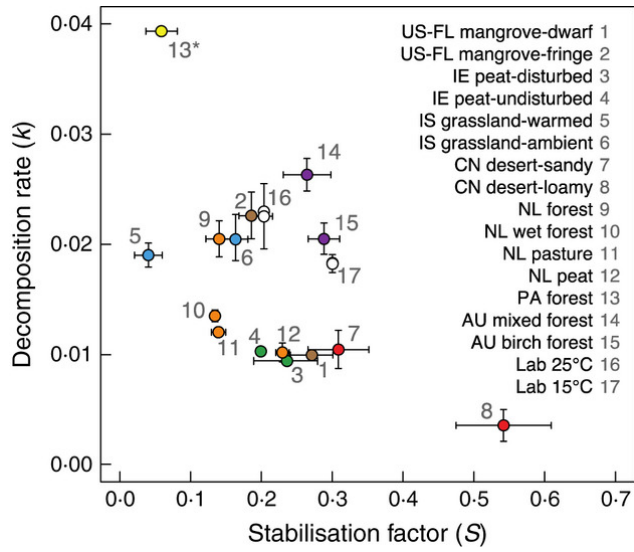 0·04
0·03
0·02
0·01
0·00
Decomposition rate (k)
0·0 0·1 0·2 0·3 0·4 0·5 0·6 0·7
Stabilisation factor (S)
US-FL mangrove-dwarf 1
US-FL mangrove-fringe 2
IE peat-disturbed 3
IE peat-undisturbed 4
IS grassland-warmed 5
IS grassland-ambient 6
CN desert-sandy 7
CN desert-loamy 8
NL forest 9
NL wet forest 10
NL pasture 11
NL peat 12
PA forest 13
AU mixed forest 14
AU birch forest 15
Lab 25°C 16
Lab 15°C 17
13*
14
2
16
9
15
5
6
17
10
11
4
12
7
3
1
8